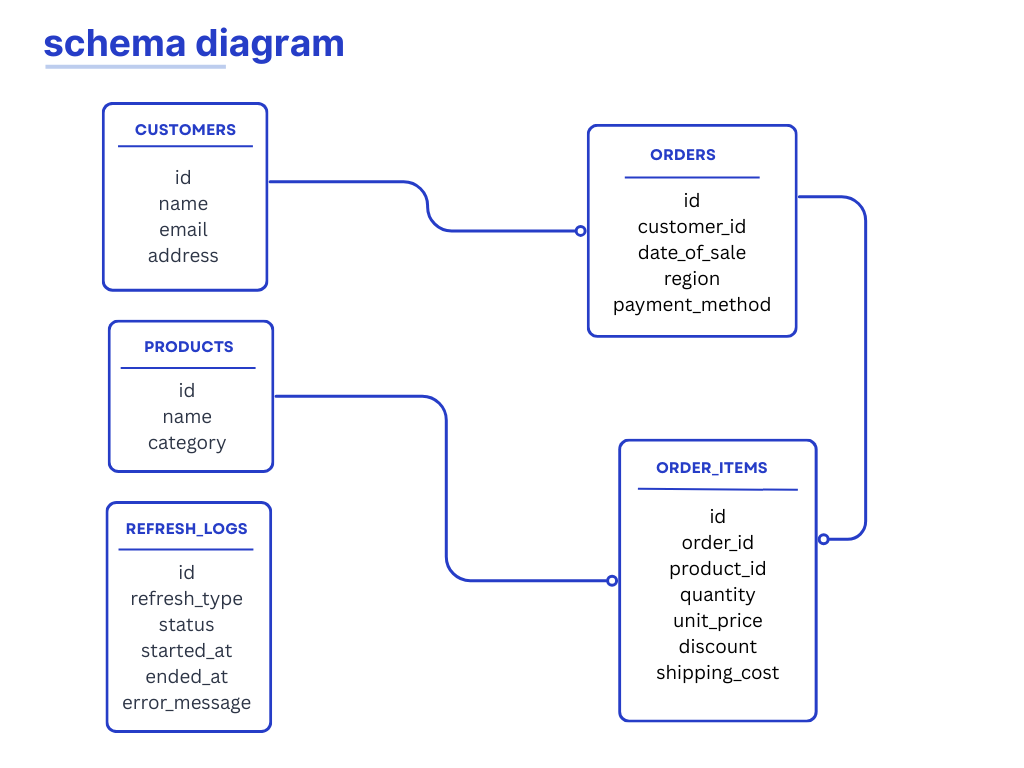 schema diagram
CUSTOMERS
id
name
email
address
ORDERS
id
customer_id
date_of_sale
region
payment_method
PRODUCTS
id
name
category
ORDER_ITEMS
id
order_id
product_id
quantity
unit_price
discount
shipping_cost
REFRESH_LOGS
id
refresh_type
status
started_at
ended_at
error_message